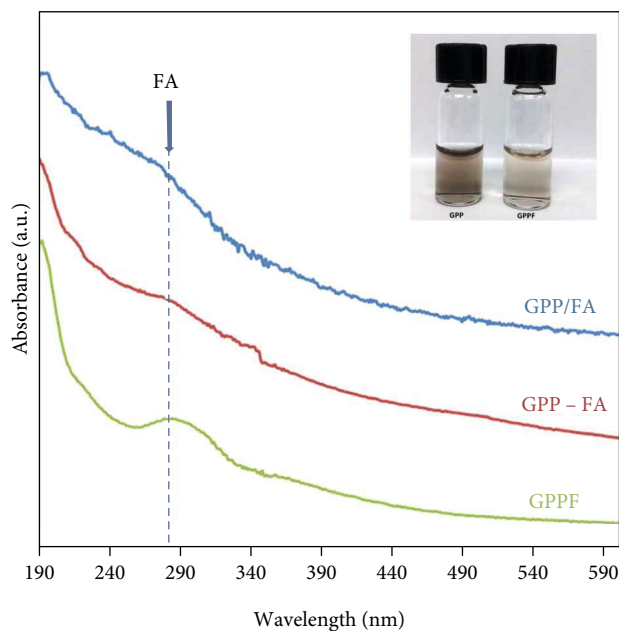 FA
GPP
GPPF
GPP/FA
GPP – FA
GPPF
Absorbance (a.u.)
190 240 290 340 390 440 490 540 590
Wavelength (nm)